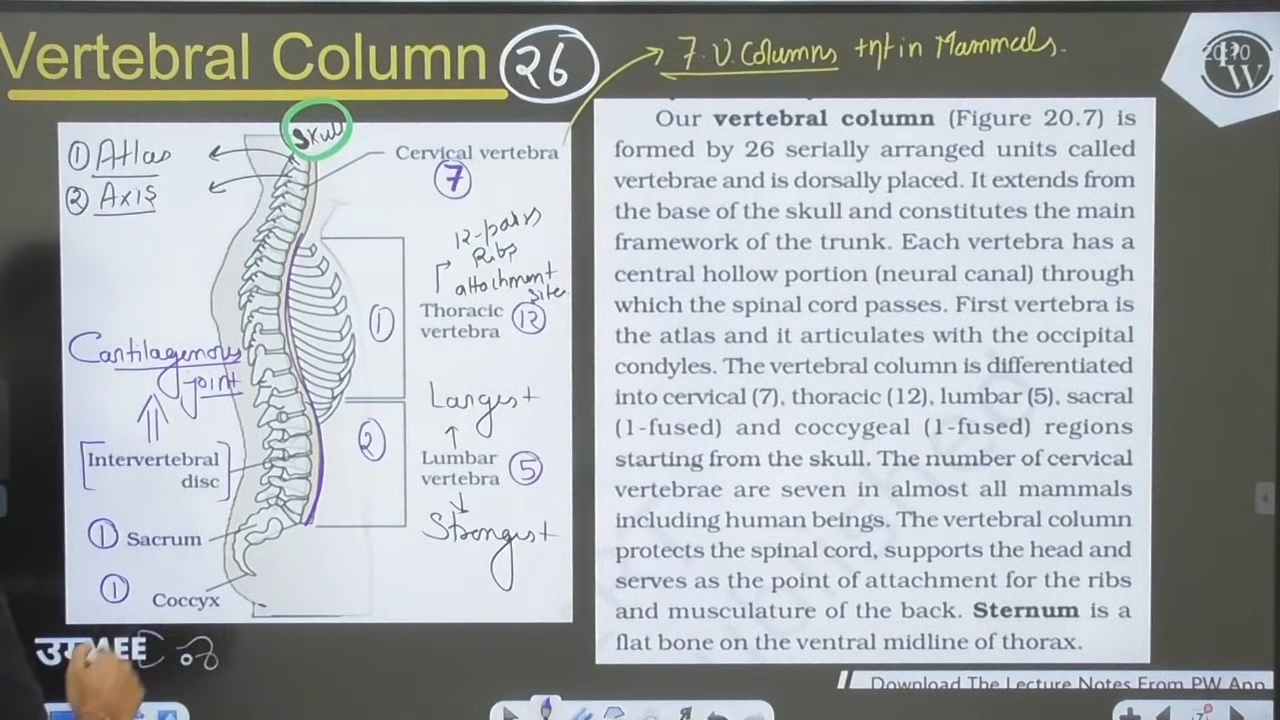 Vertebral Column 26
7 V. Columns +nt in Mammals.
PW
Skull
① Atlas
② Axis
Cervical vertebra
7
12-pairs
Ribs
attachment
site
Thoracic
vertebra 12
①
Cartilagenous
joint
Largest
②
Intervertebral
disc
Lumbar
vertebra 5
Strongest
① Sacrum
① Coccyx
Our vertebral column (Figure 20.7) is
formed by 26 serially arranged units called
vertebrae and is dorsally placed. It extends from
the base of the skull and constitutes the main
framework of the trunk. Each vertebra has a
central hollow portion (neural canal) through
which the spinal cord passes. First vertebra is
the atlas and it articulates with the occipital
condyles. The vertebral column is differentiated
into cervical (7), thoracic (12), lumbar (5), sacral
(1-fused) and coccygeal (1-fused) regions
starting from the skull. The number of cervical
vertebrae are seven in almost all mammals
including human beings. The vertebral column
protects the spinal cord, supports the head and
serves as the point of attachment for the ribs
and musculature of the back. Sternum is a
flat bone on the ventral midline of thorax.
Download The Lecture Notes From PW App